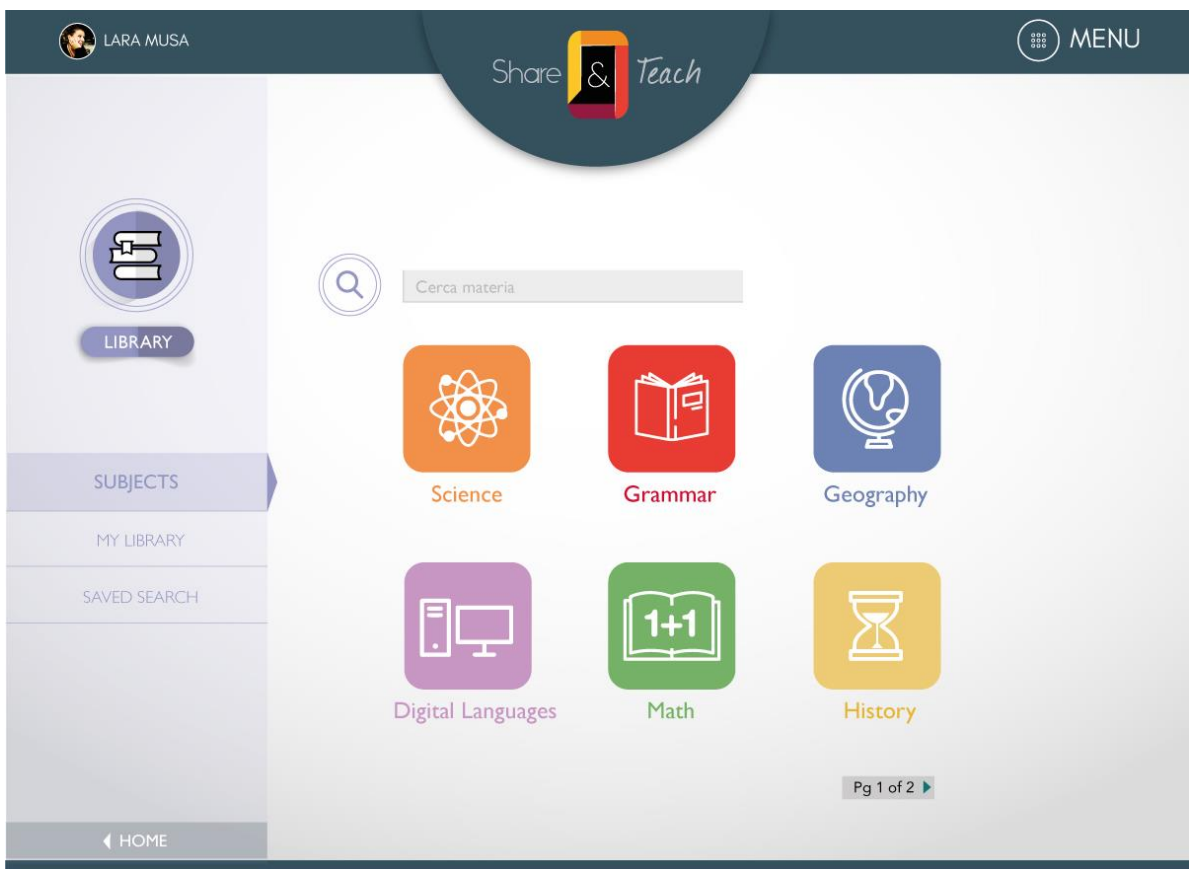 LARA MUSA
Share & Teach
MENU
LIBRARY
SUBJECTS
MY LIBRARY
SAVED SEARCH
HOME
Cerca materia
Science Grammar Geography
1+1
Digital Languages Math History
Pg 1 of 2